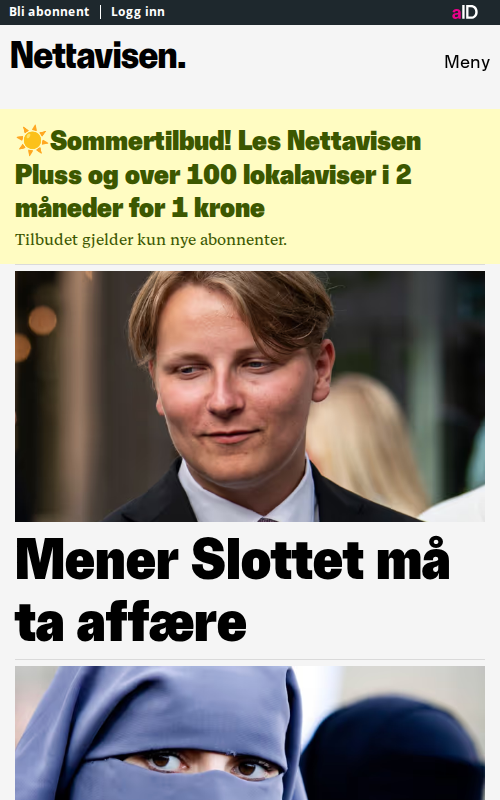 Bli abonnent | Logg inn
aID
Nettavisen.
Meny
☀️Sommertilbud! Les Nettavisen
Pluss og over 100 lokalaviser i 2
måneder for 1 krone
Tilbudet gjelder kun nye abonnenter.
Mener Slottet må
ta affære